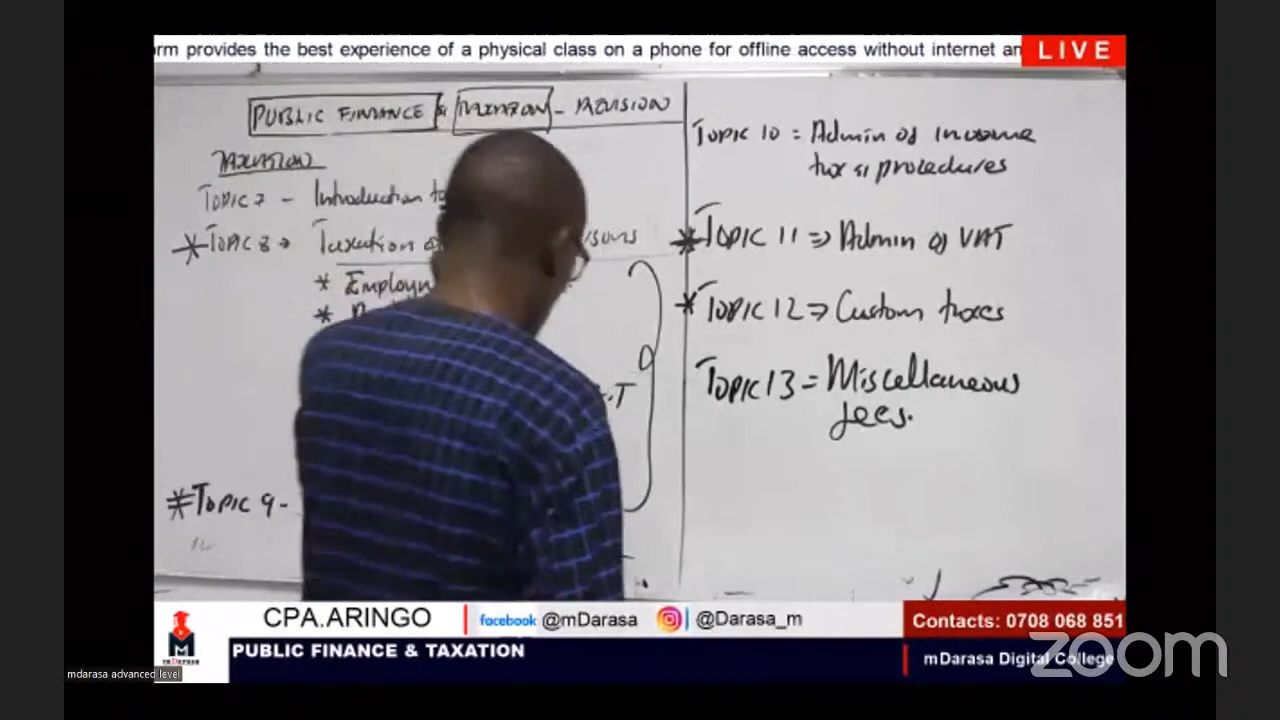 orm provides the best experience of a physical class on a phone for offline access without internet an
LIVE
PUBLIC FINANCE & TAXATION - REVISION
TAXATION
TOPIC 7 - Introduction to
* TOPIC 8 → Taxation of
* Employm
*
.T
* TOPIC 9 -
TOPIC 10 = Admin of income
tax & procedures
* TOPIC 11 => Admin of VAT
* TOPIC 12 => Custom taxes
TOPIC 13 = Miscellaneous
fees.
CPA.ARINGO
facebook @mDarasa
@Darasa_m
Contacts: 0708 068 851
M
mDarasa
PUBLIC FINANCE & TAXATION
mDarasa Digital College
zoom
mdarasa advanced level